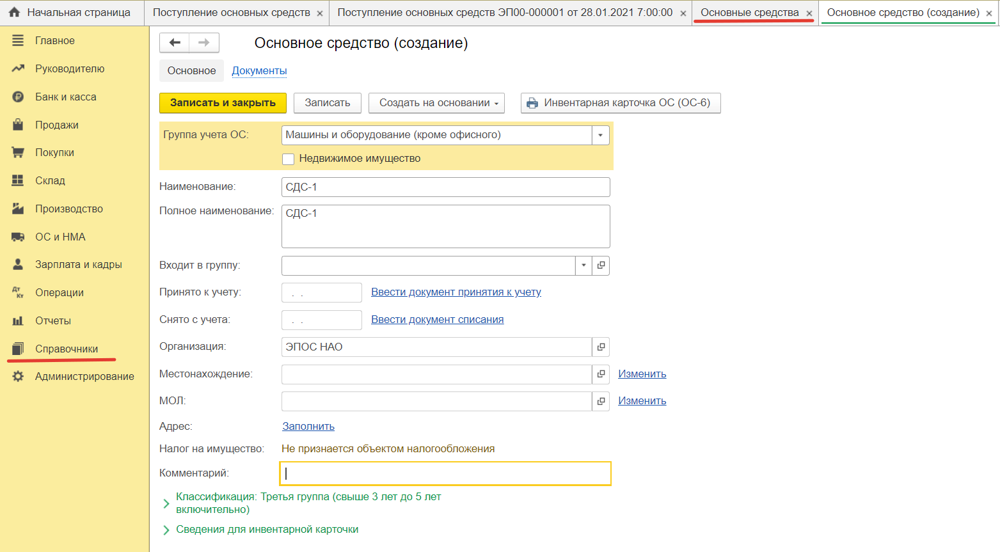 Начальная страница
Поступление основных средств ×
Поступление основных средств ЭП00-000001 от 28.01.2021 7:00:00 ×
Основные средства ×
Основное средство (создание) ×
Главное
Руководителю
Банк и касса
Продажи
Покупки
Склад
Производство
ОС и НМА
Зарплата и кадры
Дт Кт Операции
Отчеты
Справочники
Администрирование
Основное средство (создание)
Основное Документы
Записать и закрыть Записать Создать на основании Инвентарная карточка ОС (ОС-6)
Группа учета ОС: Машины и оборудование (кроме офисного)
Недвижимое имущество
Наименование: СДС-1
Полное наименование: СДС-1
Входит в группу:
Принято к учету: . . Ввести документ принятия к учету
Снято с учета: . . Ввести документ списания
Организация: ЭПОС НАО
Местонахождение: Изменить
МОЛ: Изменить
Адрес: Заполнить
Налог на имущество: Не признается объектом налогообложения
Комментарий:
Классификация: Третья группа (свыше 3 лет до 5 лет
включительно)
Сведения для инвентарной карточки